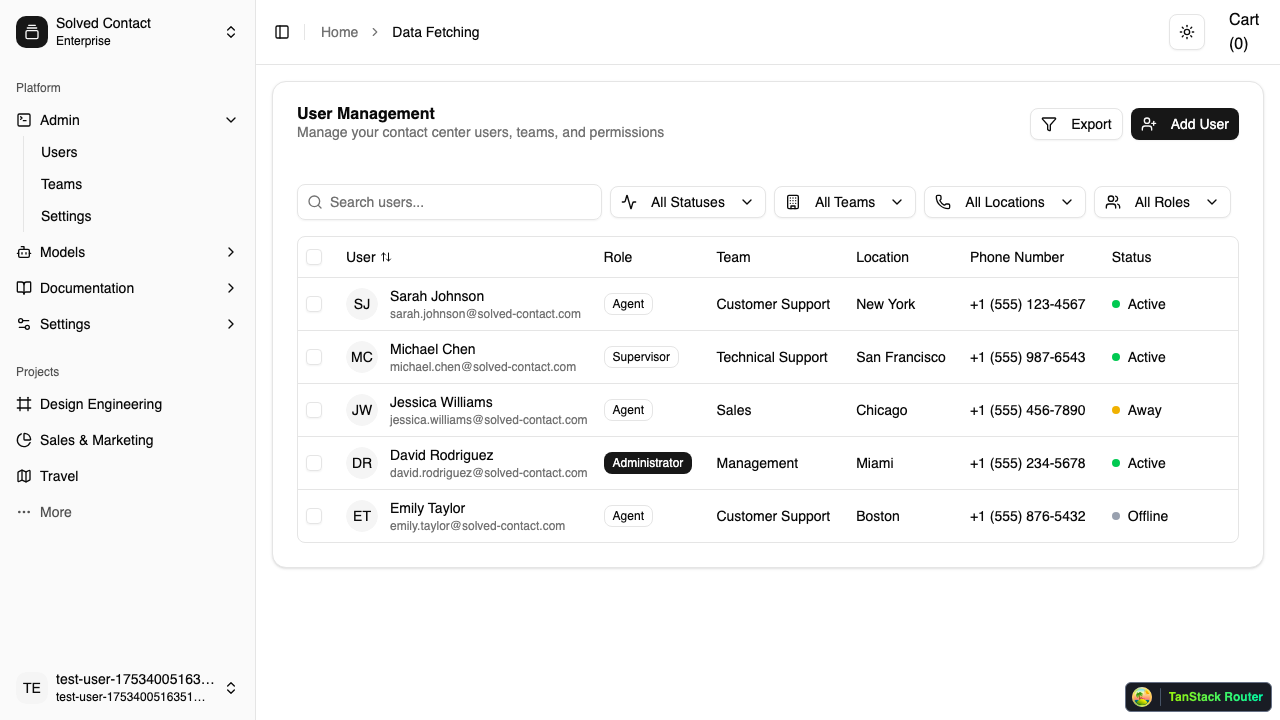 Solved Contact
Enterprise
Platform
Admin
Users
Teams
Settings
Models
Documentation
Settings
Projects
Design Engineering
Sales & Marketing
Travel
More
TE
test-user-17534005163...
test-user-1753400516351...
Home
Data Fetching
Cart
(0)
User Management
Manage your contact center users, teams, and permissions
Export
Add User
Search users...
All Statuses
All Teams
All Locations
All Roles
User Role Team Location Phone Number Status
SJ Sarah Johnson Agent Customer Support New York +1 (555) 123-4567 Active
sarah.johnson@solved-contact.com
MC Michael Chen Supervisor Technical Support San Francisco +1 (555) 987-6543 Active
michael.chen@solved-contact.com
JW Jessica Williams Agent Sales Chicago +1 (555) 456-7890 Away
jessica.williams@solved-contact.com
DR David Rodriguez Administrator Management Miami +1 (555) 234-5678 Active
david.rodriguez@solved-contact.com
ET Emily Taylor Agent Customer Support Boston +1 (555) 876-5432 Offline
emily.taylor@solved-contact.com
TanStack Router